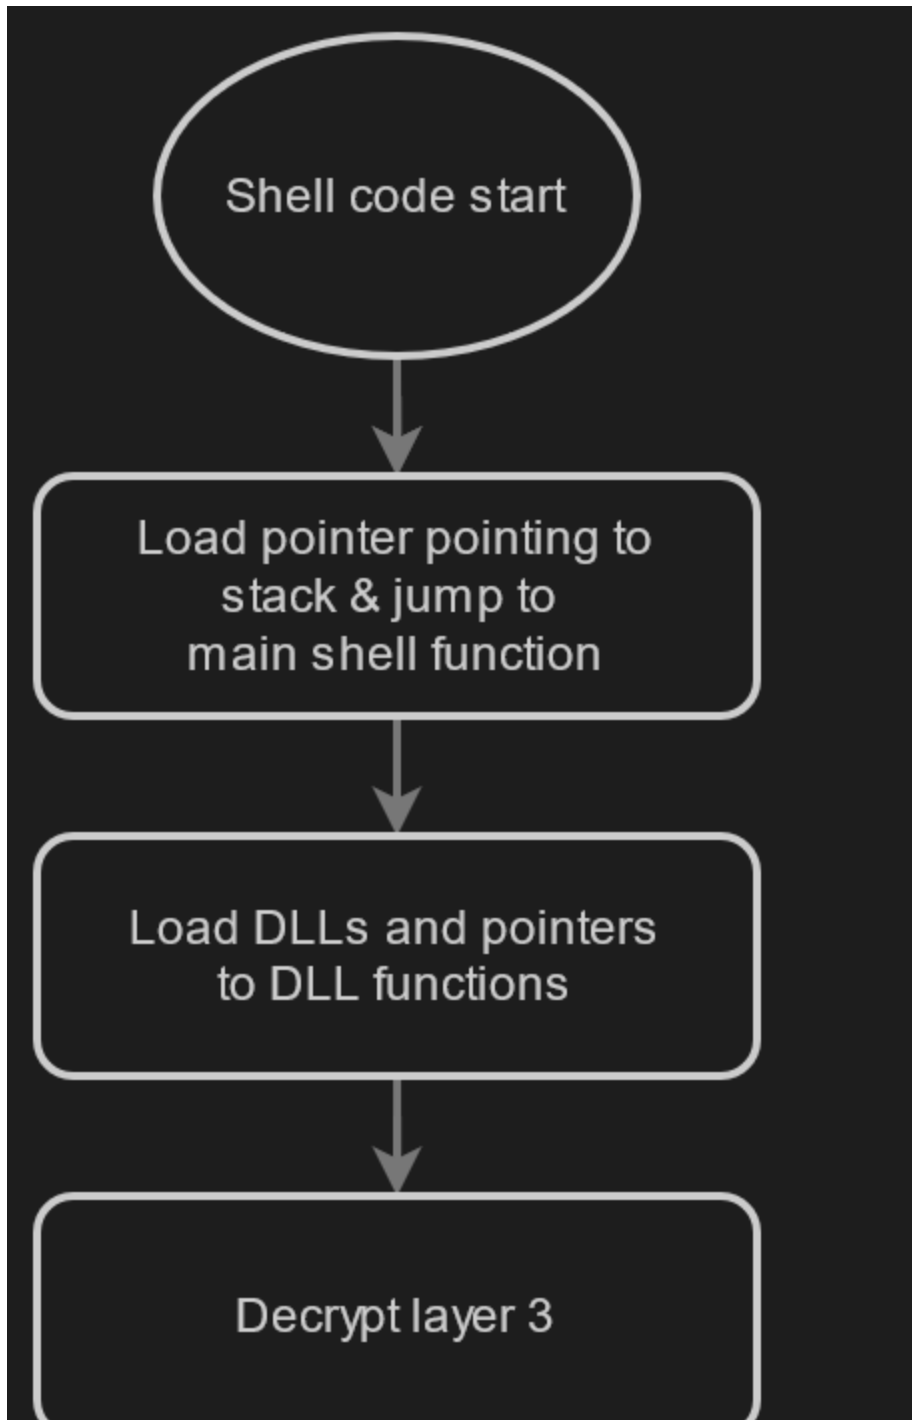 Shell code start
Load pointer pointing to
stack & jump to
main shell function
Load DLLs and pointers
to DLL functions
Decrypt layer 3